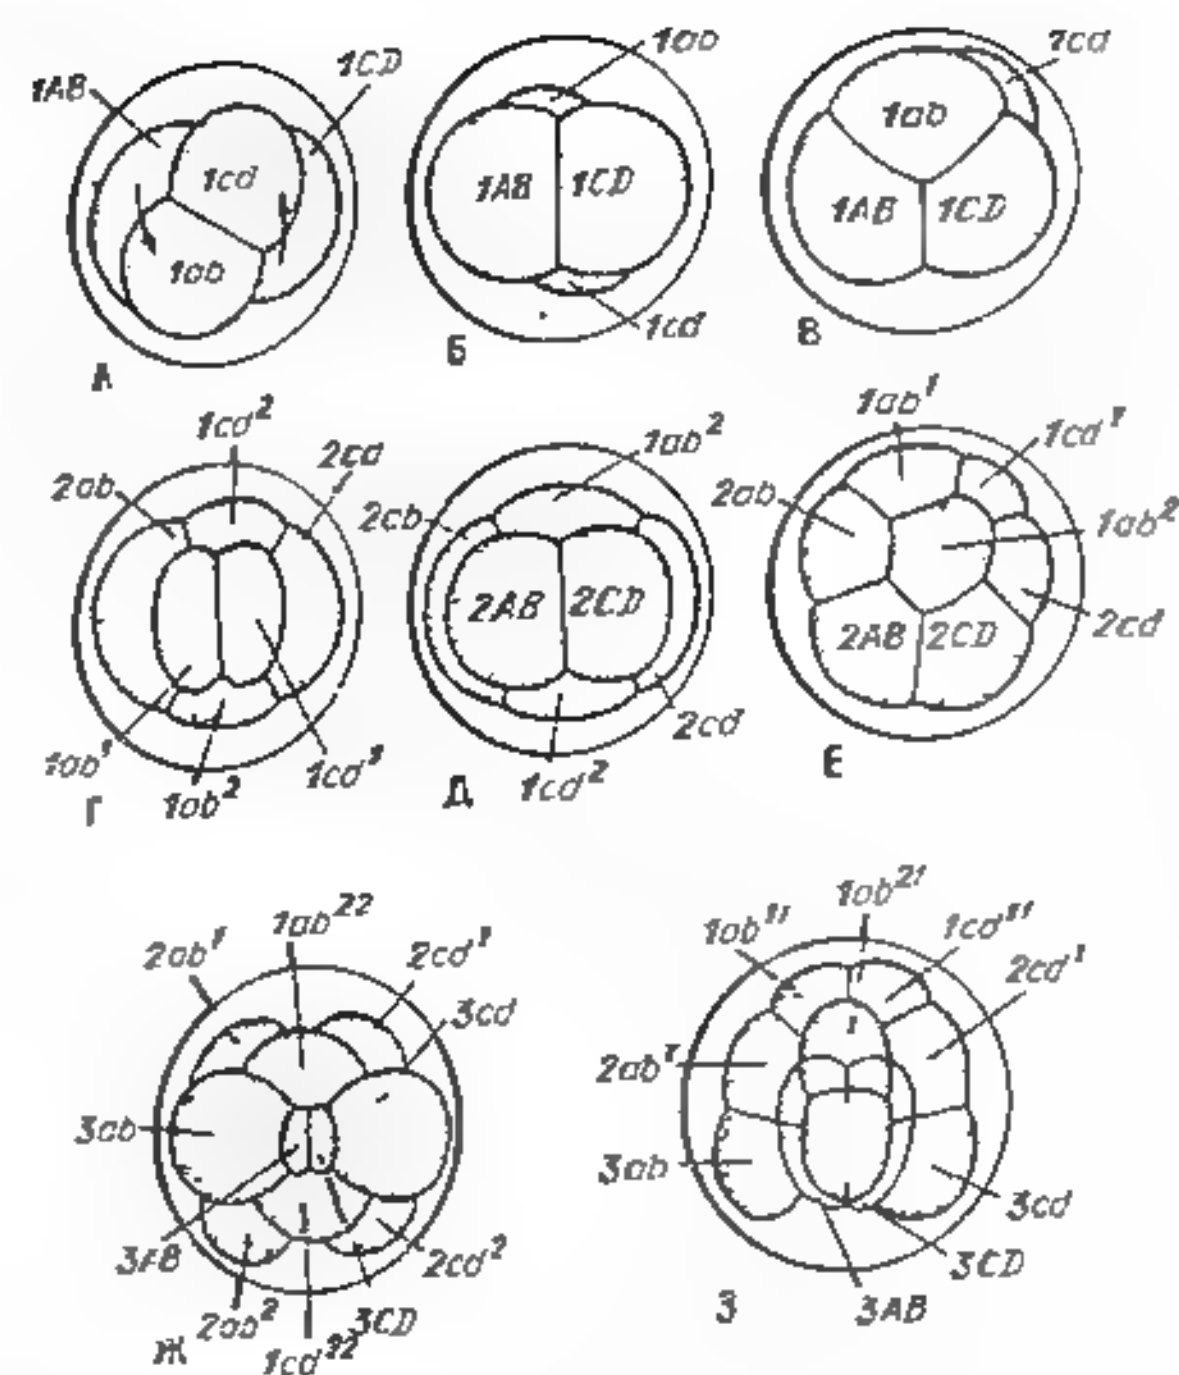 1AB 1CD
1cd
1ab
А
1ab
1AB 1CD
1cd
Б
1cd
1ab
1AB 1CD
В
1cd²
2ab 2cd
1ab¹ 1ab² 1cd¹
Г
1ab²
2cb
2AB 2CD
2cd
1cd²
Д
1ab¹
1cd¹
2ab
1ab²
2AB 2CD
2cd
Е
1ab²²
2ab¹ 2cd¹
3cd
3ab
3AB
2cd²
2ab² 3CD
1cd²²
Ж
1ab²¹
1ab¹¹ 1cd¹¹
2cd¹
2ab¹
3ab
3cd
3CD
3AB
З